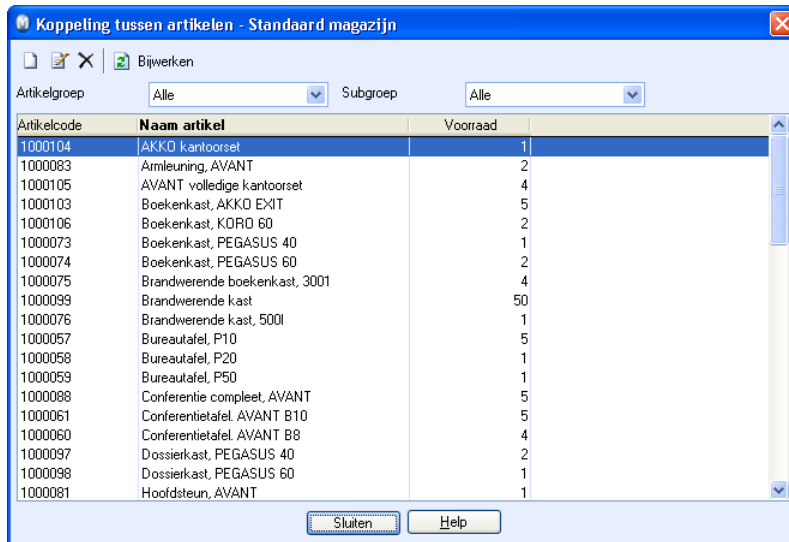 Koppeling tussen artikelen - Standaard magazijn
Bijwerken
Artikelgroep Alle Subgroep Alle
Artikelcode Naam artikel Voorraad
1000104 AKKO kantoorset 1
1000083 Armleuning, AVANT 2
1000105 AVANT volledige kantoorset 4
1000103 Boekenkast, AKKO EXIT 5
1000106 Boekenkast, KORO 60 2
1000073 Boekenkast, PEGASUS 40 1
1000074 Boekenkast, PEGASUS 60 2
1000075 Brandwerende boekenkast, 3001 4
1000099 Brandwerende kast 50
1000076 Brandwerende kast, 500l 1
1000057 Bureautafel, P10 5
1000058 Bureautafel, P20 1
1000059 Bureautafel, P50 1
1000088 Conferentie compleet, AVANT 5
1000061 Conferentietafel. AVANT B10 5
1000060 Conferentietafel. AVANT B8 4
1000097 Dossierkast, PEGASUS 40 2
1000098 Dossierkast, PEGASUS 60 1
1000081 Hoofdsteun, AVANT 1
Sluiten Help